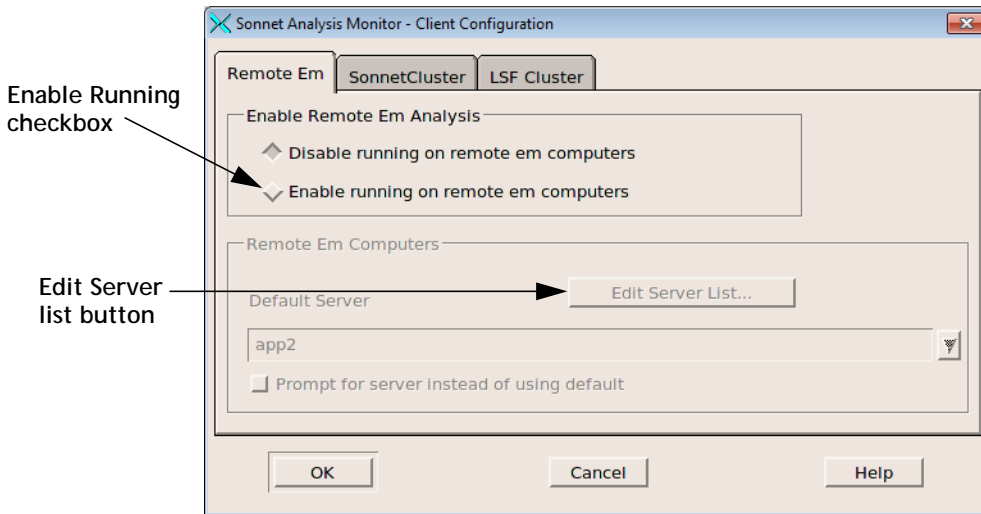 Sonnet Analysis Monitor - Client Configuration
Remote Em
SonnetCluster
LSF Cluster
Enable Running
checkbox
Enable Remote Em Analysis
Disable running on remote em computers
Enable running on remote em computers
Remote Em Computers
Edit Server
list button
Default Server
Edit Server List...
app2
Prompt for server instead of using default
OK
Cancel
Help